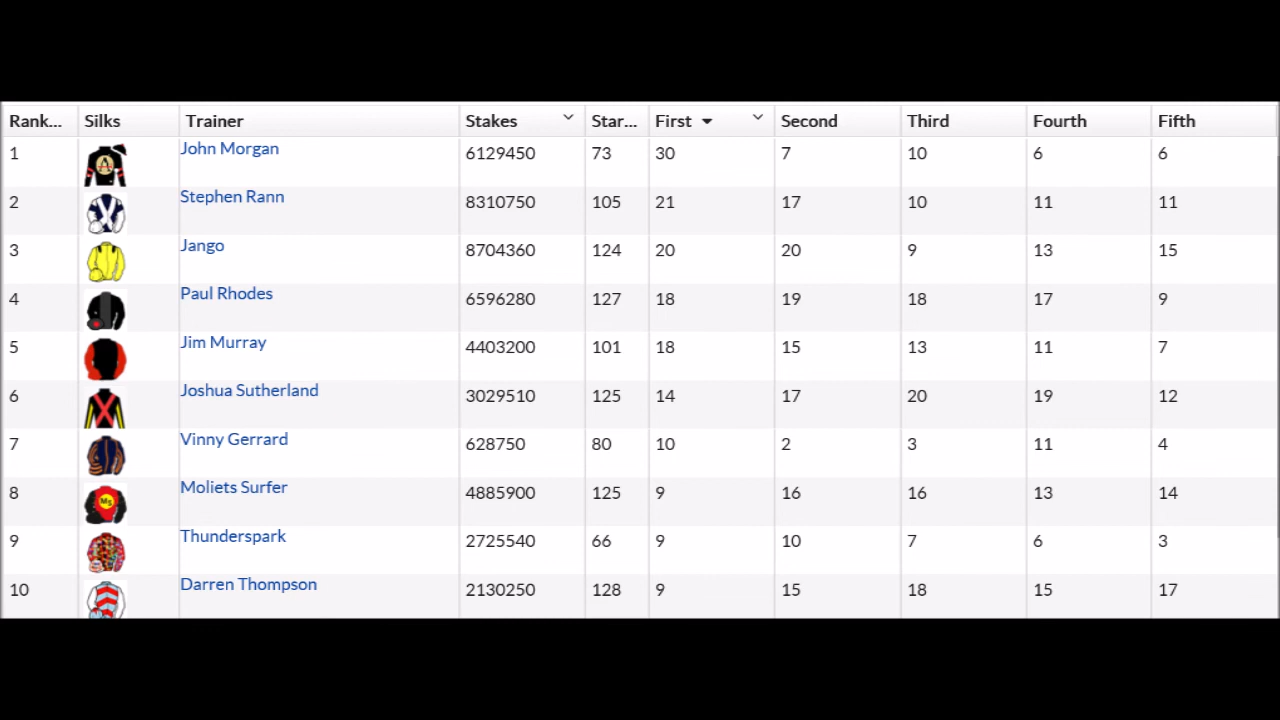 Rank... Silks Trainer Stakes Star... First Second Third Fourth Fifth
1 John Morgan 6129450 73 30 7 10 6 6
2 Stephen Rann 8310750 105 21 17 10 11 11
3 Jango 8704360 124 20 20 9 13 15
4 Paul Rhodes 6596280 127 18 19 18 17 9
5 Jim Murray 4403200 101 18 15 13 11 7
6 Joshua Sutherland 3029510 125 14 17 20 19 12
7 Vinny Gerrard 628750 80 10 2 3 11 4
8 MS Moliets Surfer 4885900 125 9 16 16 13 14
9 Thunderspark 2725540 66 9 10 7 6 3
10 Darren Thompson 2130250 128 9 15 18 15 17